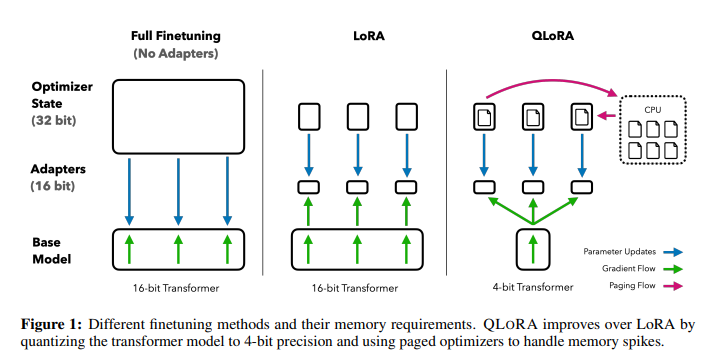 Full Finetuning
(No Adapters)
LoRA
QLoRA
Optimizer
State
(32 bit)
CPU
Adapters
(16 bit)
Base
Model
Parameter Updates
Gradient Flow
Paging Flow
16-bit Transformer
16-bit Transformer
4-bit Transformer
Figure 1: Different finetuning methods and their memory requirements. QLORA improves over LoRA by
quantizing the transformer model to 4-bit precision and using paged optimizers to handle memory spikes.